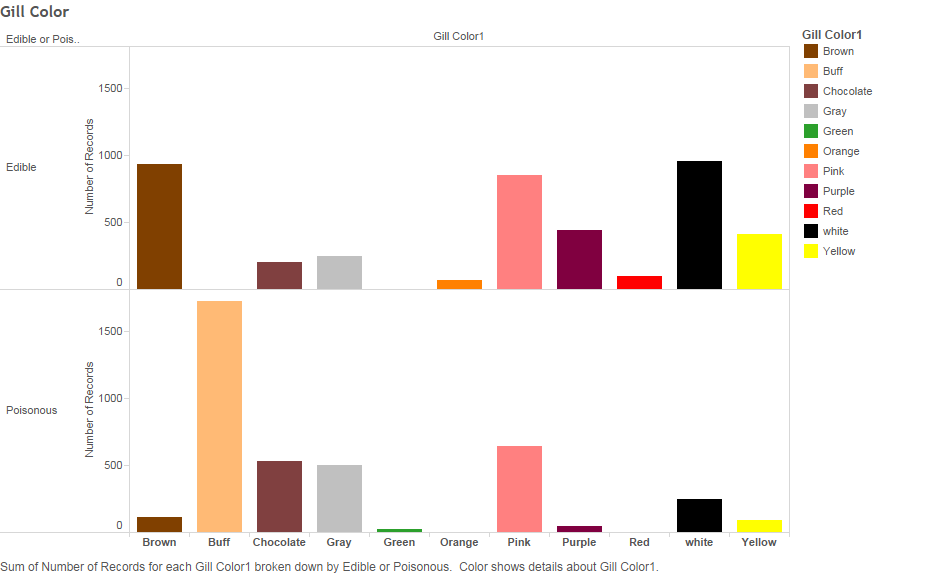 Gill Color
Edible or Pois..
Gill Color1
Edible
Number of Records
1500
1000
500
0
Poisonous
Number of Records
1500
1000
500
0
Brown
Buff
Chocolate
Gray
Green
Orange
Pink
Purple
Red
white
Yellow
Gill Color1
Brown
Buff
Chocolate
Gray
Green
Orange
Pink
Purple
Red
white
Yellow
Sum of Number of Records for each Gill Color1 broken down by Edible or Poisonous.  Color shows details about Gill Color1.